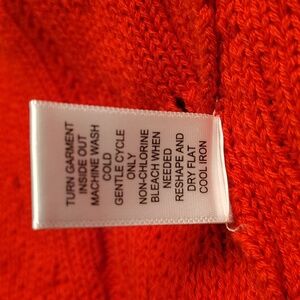 TURN GARMENT
INSIDE OUT
MACHINE WASH
COLD
GENTLE CYCLE
ONLY
NON-CHLORINE
BLEACH WHEN
NEEDED
RESHAPE AND
DRY FLAT
COOL IRON